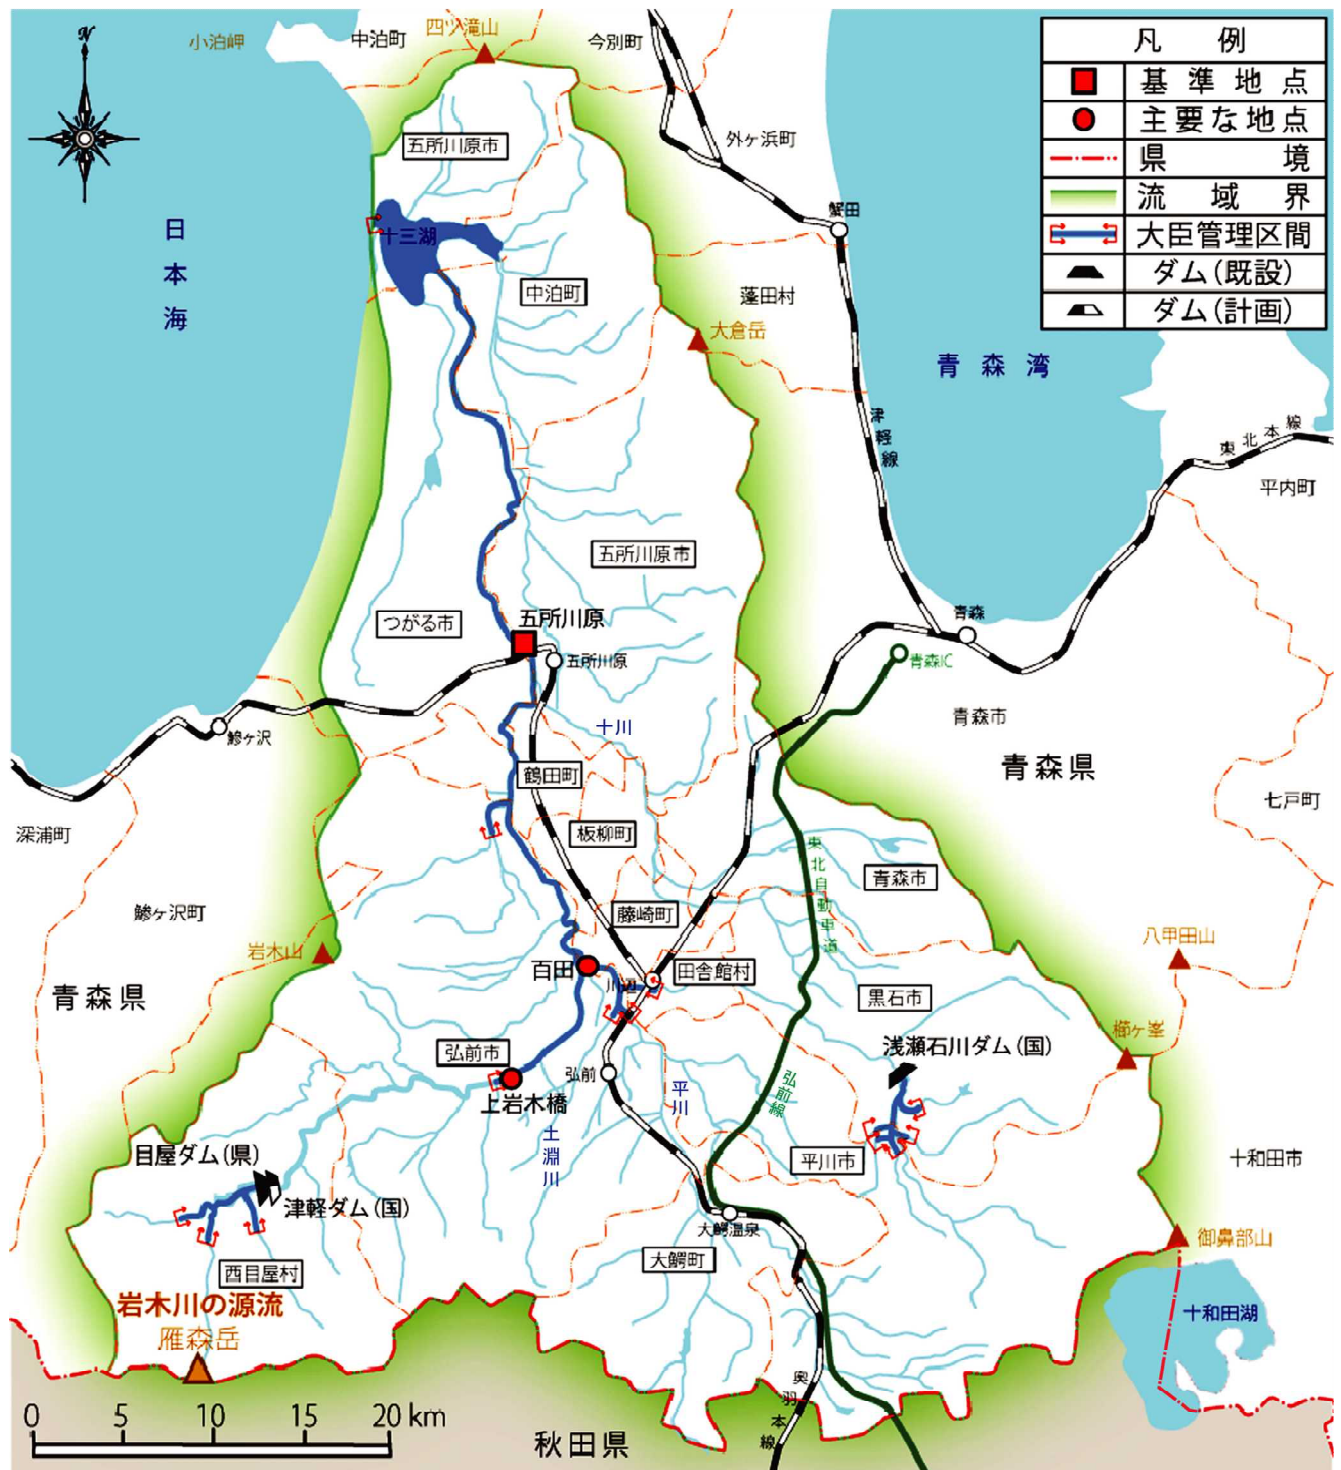 N
小泊岬
中泊町
四ツ滝山
今別町
凡例
基準地点
主要な地点
県境
流域界
大臣管理区間
ダム(既設)
ダム(計画)
外ヶ浜町
五所川原市
蟹田
日本海
十三湖
中泊町
蓬田村
大倉岳
青森湾
津軽線
東北本線
平内町
五所川原市
つがる市
五所川原
五所川原
青森
青森IC
鰺ヶ沢
十川
青森市
青森県
鶴田町
七戸町
深浦町
板柳町
東北自動車道
青森市
鰺ヶ沢町
藤崎町
岩木山
八甲田山
百田
川辺
田舎館村
青森県
黒石市
櫛ヶ峯
浅瀬石川ダム(国)
弘前市
弘前
上岩木橋
平川
弘前線
土淵川
目屋ダム(県)
平川市
十和田市
津軽ダム(国)
大鰐温泉
御鼻部山
大鰐町
西目屋村
岩木川の源流
雁森岳
十和田湖
奥羽本線
0 5 10 20 km
秋田県